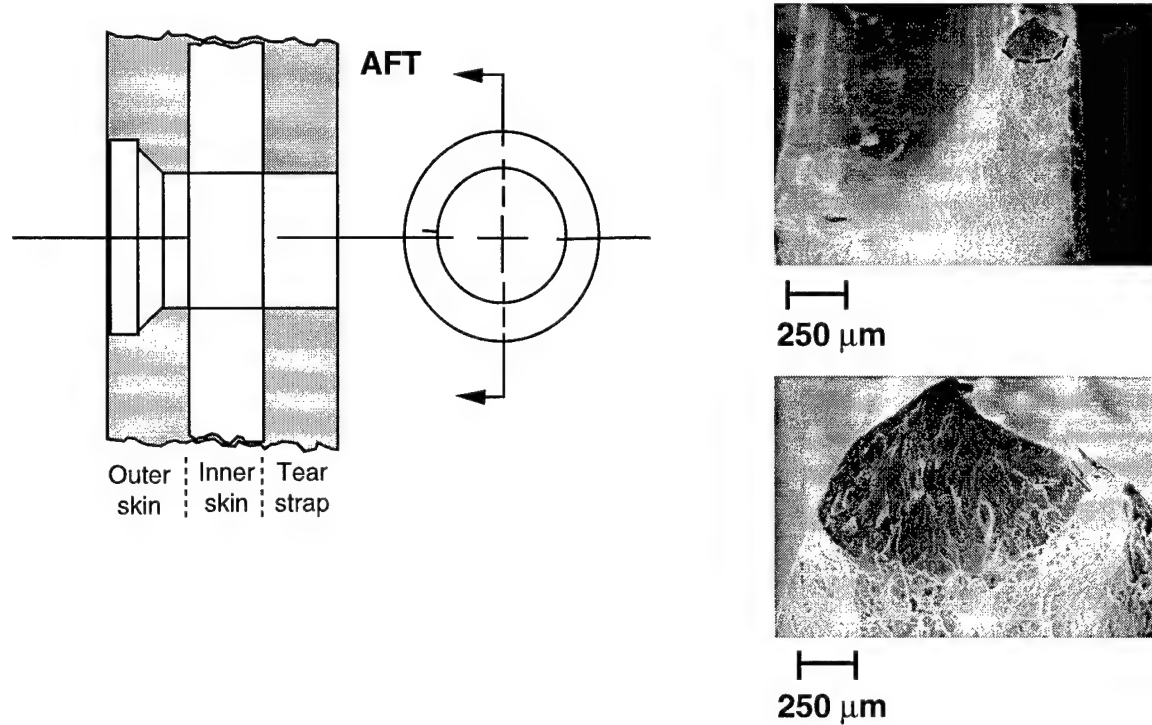 AFT
Outer
skin
Inner
skin
Tear
strap
250 μm
250 μm